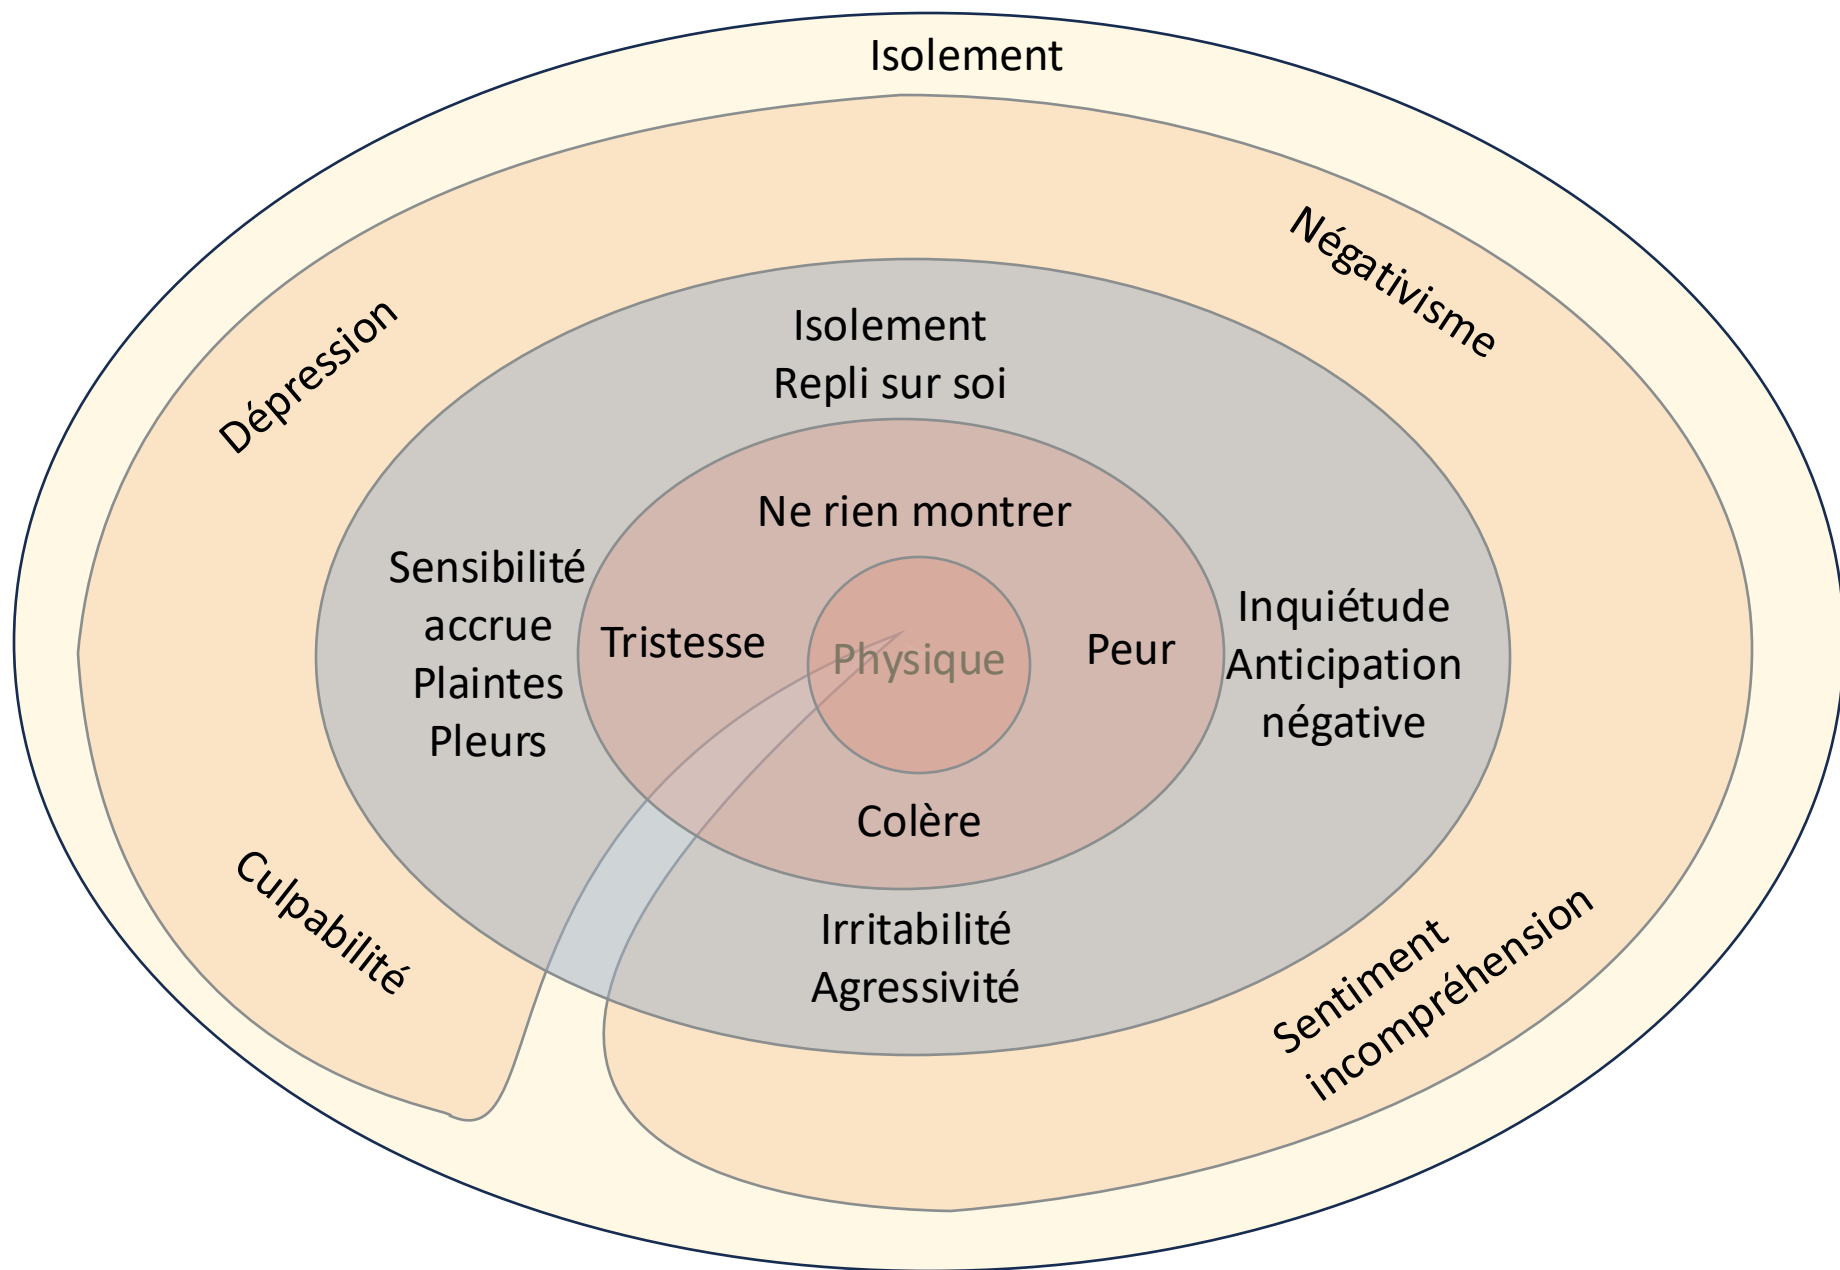 Isolement
Négativisme
Dépression
Isolement
Repli sur soi
Ne rien montrer
Sensibilité
accrue
Plaintes
Pleurs
Tristesse
Physique
Peur
Inquiétude
Anticipation
négative
Colère
Culpabilité
Irritabilité
Agressivité
Sentiment
incompréhension